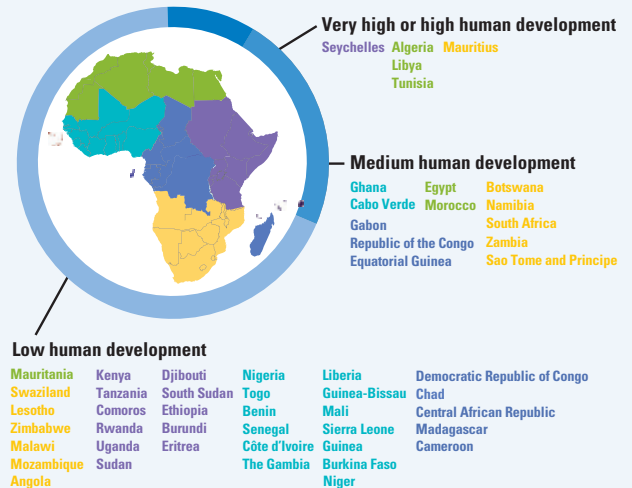 Very high or high human development
Seychelles Algeria Mauritius
Libya
Tunisia
Medium human development
Ghana Egypt Botswana
Cabo Verde Morocco Namibia
Gabon South Africa
Republic of the Congo Zambia
Equatorial Guinea Sao Tome and Principe
Low human development
Mauritania Kenya Djibouti Nigeria Liberia Democratic Republic of Congo
Swaziland Tanzania South Sudan Togo Guinea-Bissau Chad
Lesotho Comoros Ethiopia Benin Mali Central African Republic
Zimbabwe Rwanda Burundi Senegal Sierra Leone Madagascar
Malawi Uganda Eritrea Côte d'Ivoire Guinea Cameroon
Mozambique Sudan The Gambia Burkina Faso
Angola Niger